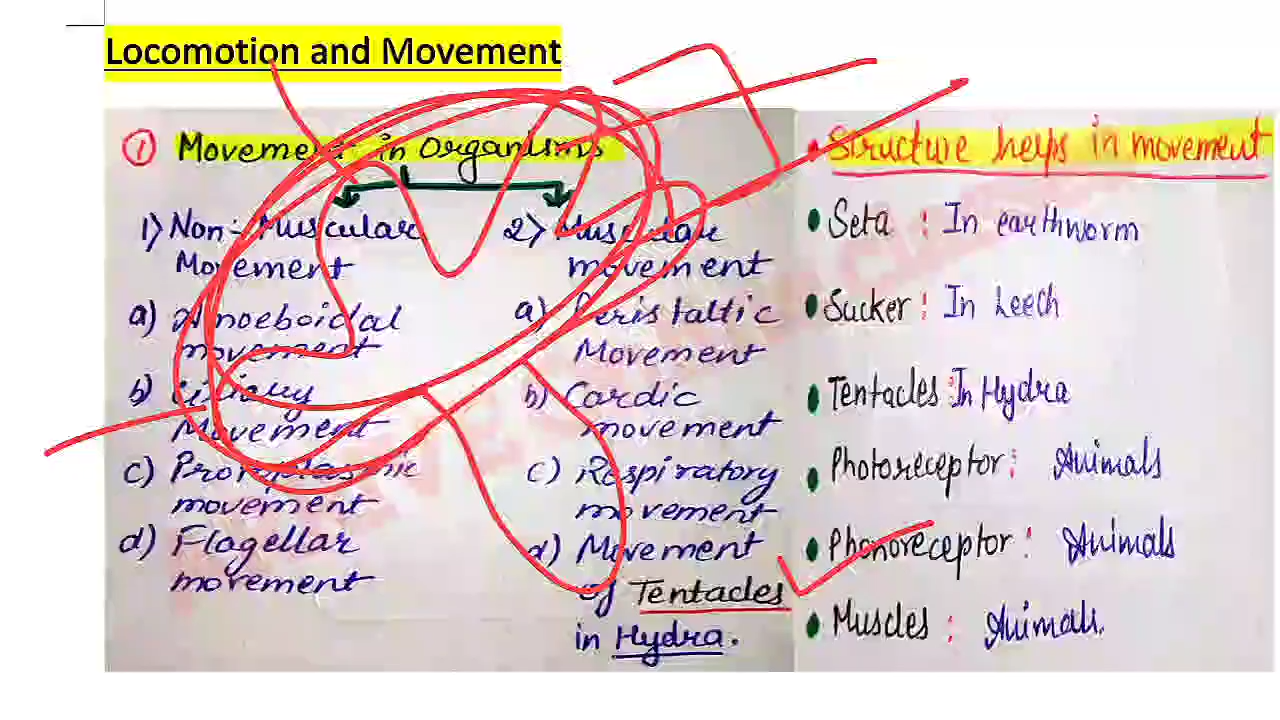 Locomotion and Movement
① Movement in Organisms
1) Non-Muscular Movement
a) Amoeboidal movement
b) Ciliary Movement
c) Protoplasmic movement
d) Flagellar movement
2) Muscular movement
a) Peristaltic Movement
b) Cardic movement
c) Respiratory movement
d) Movement of Tentacles in Hydra.
Structure helps in movement
Seta : In earthworm
Sucker : In Leech
Tentacles : In Hydra
Photoreceptor : Animals
Phonoreceptor : Animals
Muscles : Animals.